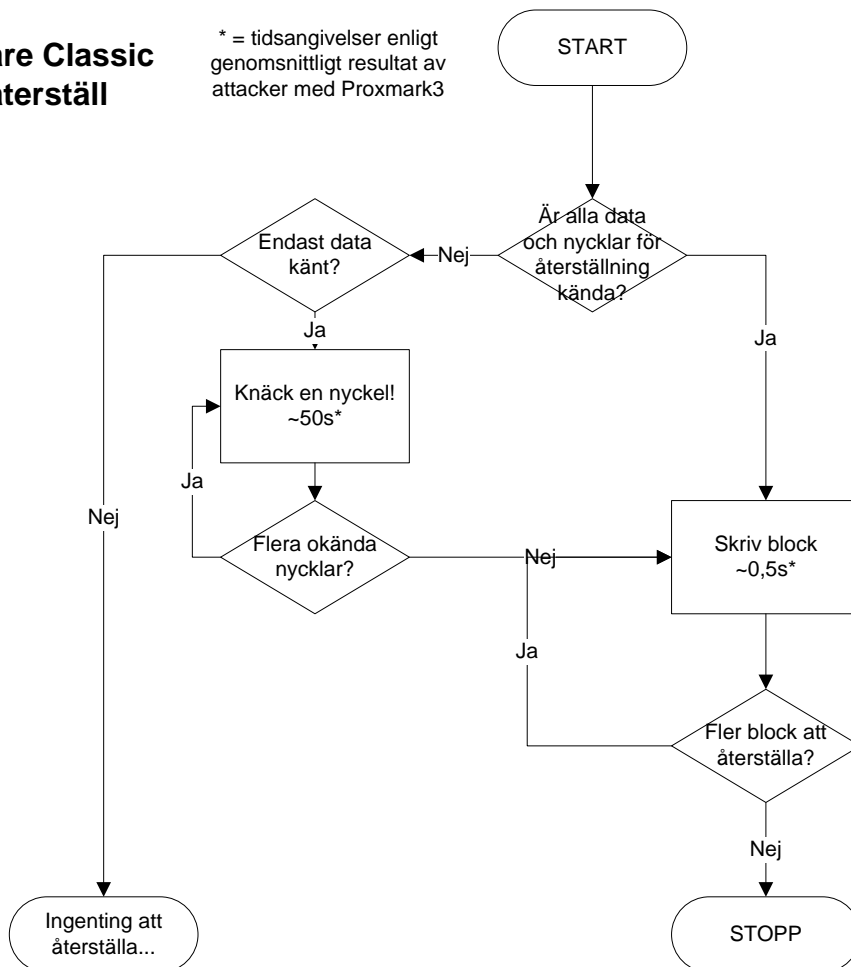 are Classic
återställ
* = tidsangivelser enligt
genomsnittligt resultat av
attacker med Proxmark3
START
Är alla data
och nycklar för
återställning
kända?
Nej
Endast data
känt?
Ja
Ja
Knäck en nyckel!
~50s*
Ja
Nej
Flera okända
nycklar?
Nej
Skriv block
~0,5s*
Ja
Fler block att
återställa?
Nej
Ingenting att
återställa...
STOPP